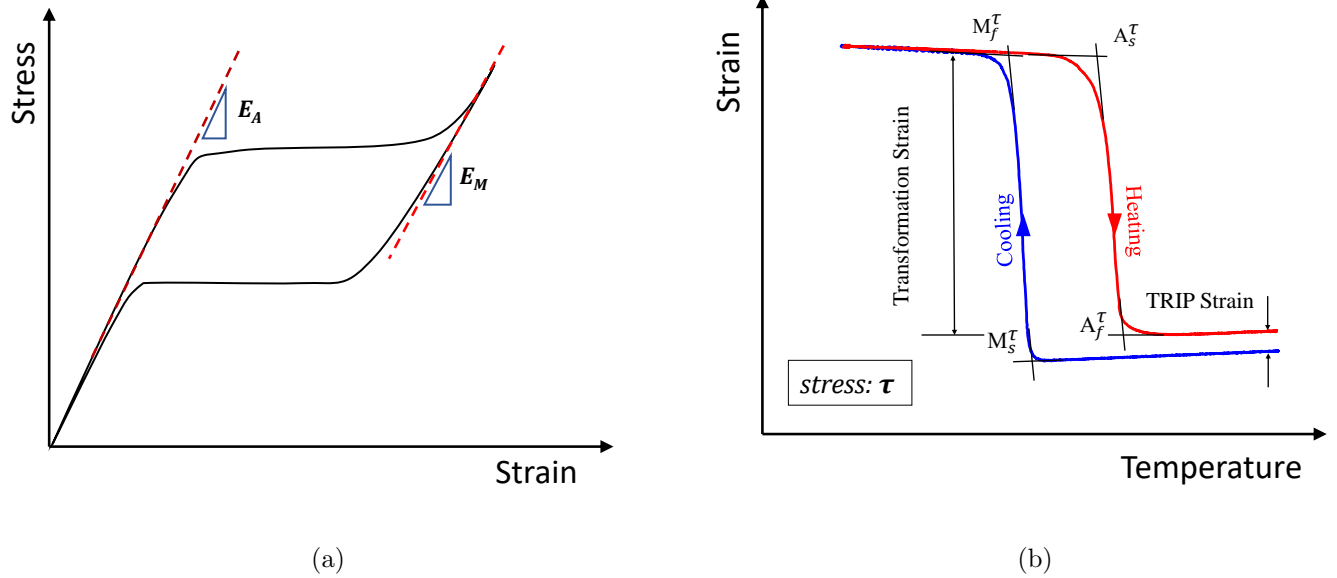 Stress
E_A
E_M
Strain
(a)
Strain
M_f^τ
A_s^τ
Transformation Strain
Cooling
Heating
TRIP Strain
A_f^τ
M_s^τ
stress: τ
Temperature
(b)